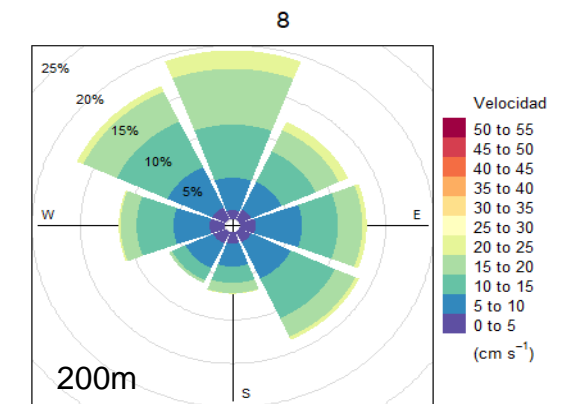 8
25%
20%
15%
10%
5%
W
E
S
200m
Velocidad
50 to 55
45 to 50
40 to 45
35 to 40
30 to 35
25 to 30
20 to 25
15 to 20
10 to 15
5 to 10
0 to 5
(cm s⁻¹)